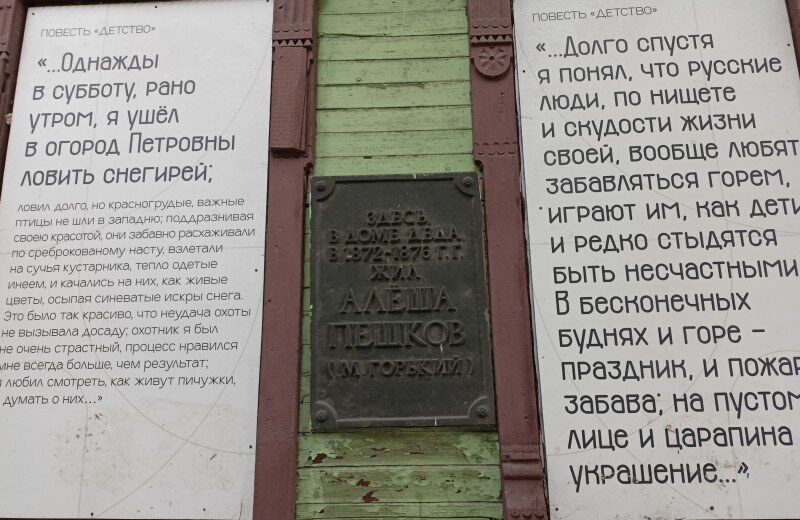 ПОВЕСТЬ «ДЕТСТВО»
«...Однажды
в субботу, рано
утром, я ушёл
в огород Петровны
ловить снегирей;
ловил долго, но красногрудые, важные
птицы не шли в западню; поддразнивая
своею красотой, они забавно расхаживали
по среброкованому насту, взлетали
на сучья кустарника, тепло одетые
инеем, и качались на них, как живые
цветы, осыпая синеватые искры снега.
Это было так красиво, что неудача охоты
не вызывала досаду; охотник я был
не очень страстный, процесс нравился
мне всегда больше, чем результат;
я любил смотреть, как живут пичужки,
думать о них...»
ЗДЕСЬ
В ДОМЕ ДЕДА
В 1872-1875 Г.Г.
ЖИЛ
АЛЁША
ПЕШКОВ
(М. ГОРЬКИЙ)
ПОВЕСТЬ «ДЕТСТВО»
«...Долго спустя
я понял, что русские
люди, по нищете
и скудости жизни
своей, вообще любят
забавляться горем,
играют им, как дети
и редко стыдятся
быть несчастными
В бесконечных
буднях и горе –
праздник, и пожар
забава; на пустом
лице и царапина
украшение...»